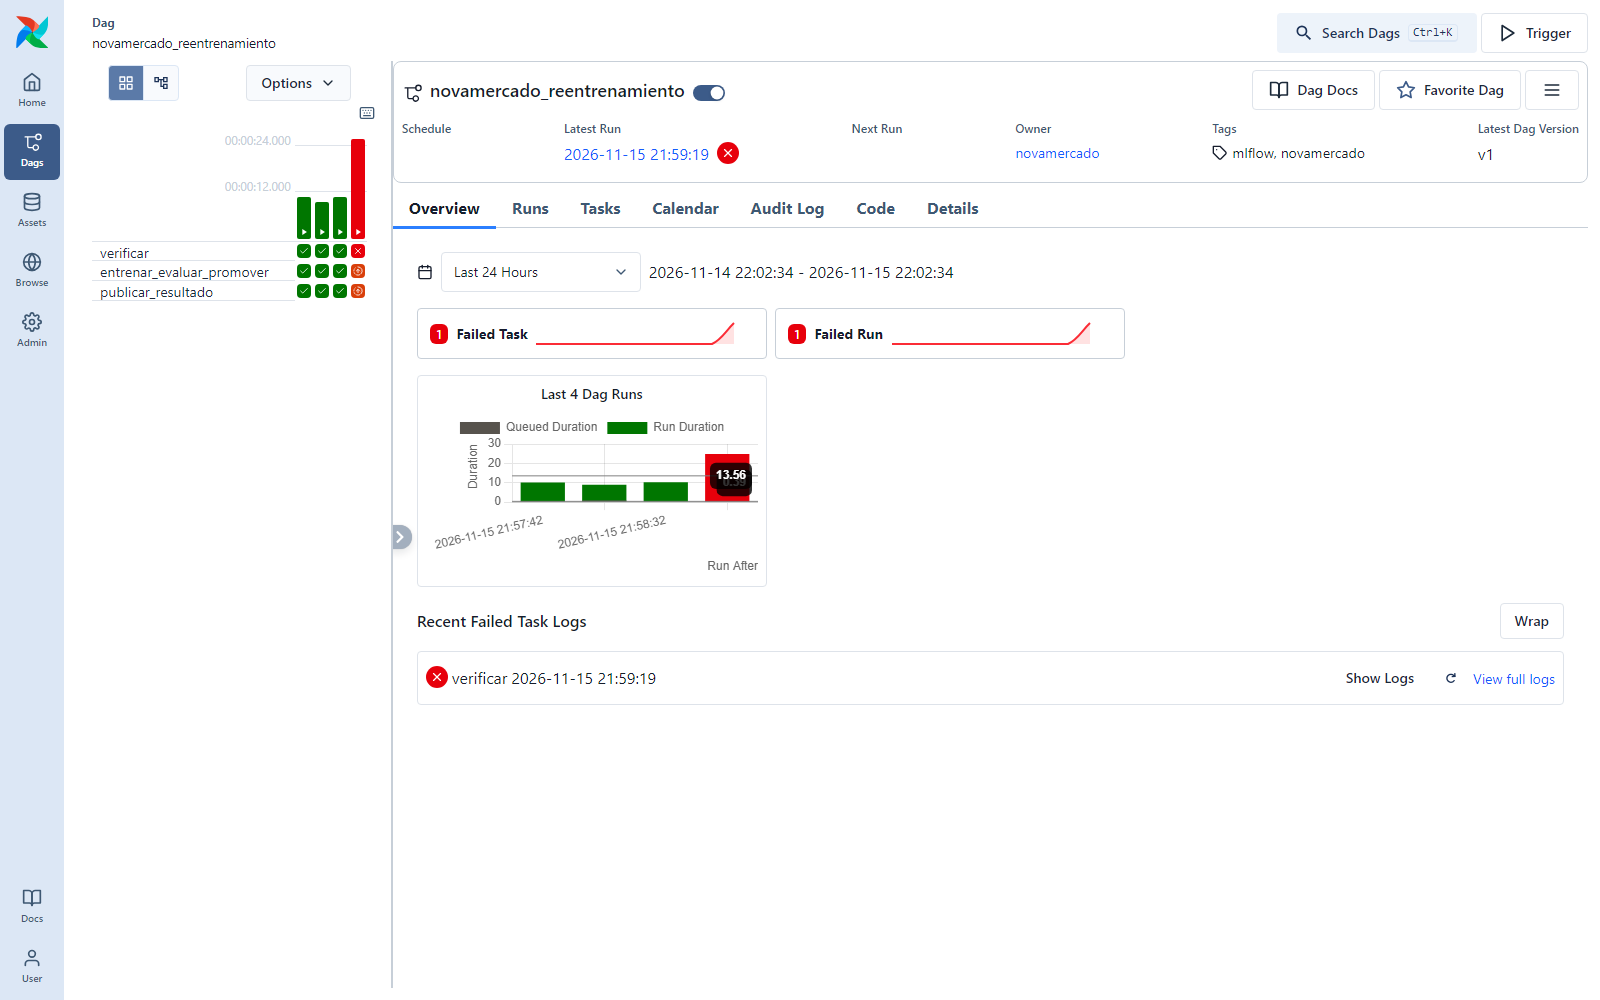 Dag
novamercado_reentrenamiento
Search Dags Ctrl+K
Trigger
Home
Dags
Assets
Browse
Admin
Docs
User
Options
00:00:24.000
00:00:12.000
verificar
entrenar_evaluar_promover
publicar_resultado
novamercado_reentrenamiento
Dag Docs
Favorite Dag
Schedule
Latest Run
2026-11-15 21:59:19
Next Run
Owner
novamercado
Tags
mlflow, novamercado
Latest Dag Version
v1
Overview Runs Tasks Calendar Audit Log Code Details
Last 24 Hours 2026-11-14 22:02:34 - 2026-11-15 22:02:34
1 Failed Task
1 Failed Run
Last 4 Dag Runs
Queued Duration Run Duration
Duration
30
20
10
0
13.56
2026-11-15 21:57:42
2026-11-15 21:58:32
Run After
Recent Failed Task Logs
Wrap
verificar 2026-11-15 21:59:19
Show Logs
View full logs